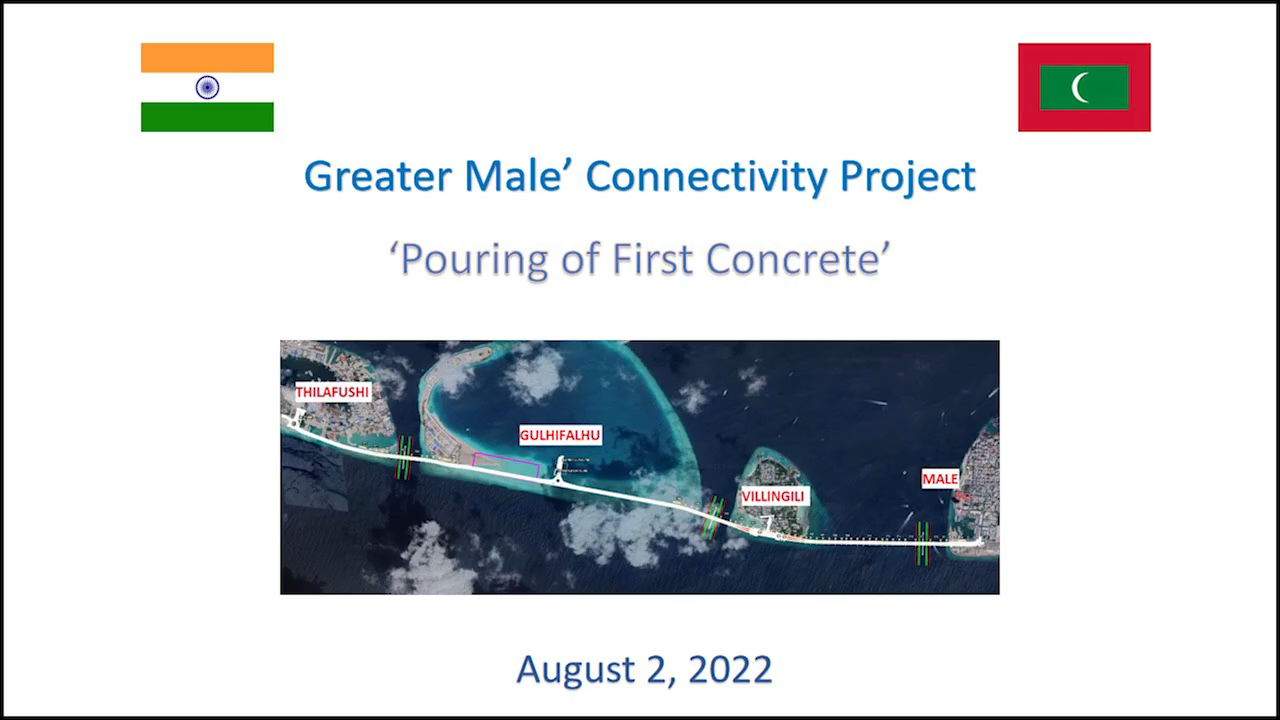 Greater Male’ Connectivity Project
‘Pouring of First Concrete’
THILAFUSHI
GULHIFALHU
VILLINGILI
MALE
August 2, 2022